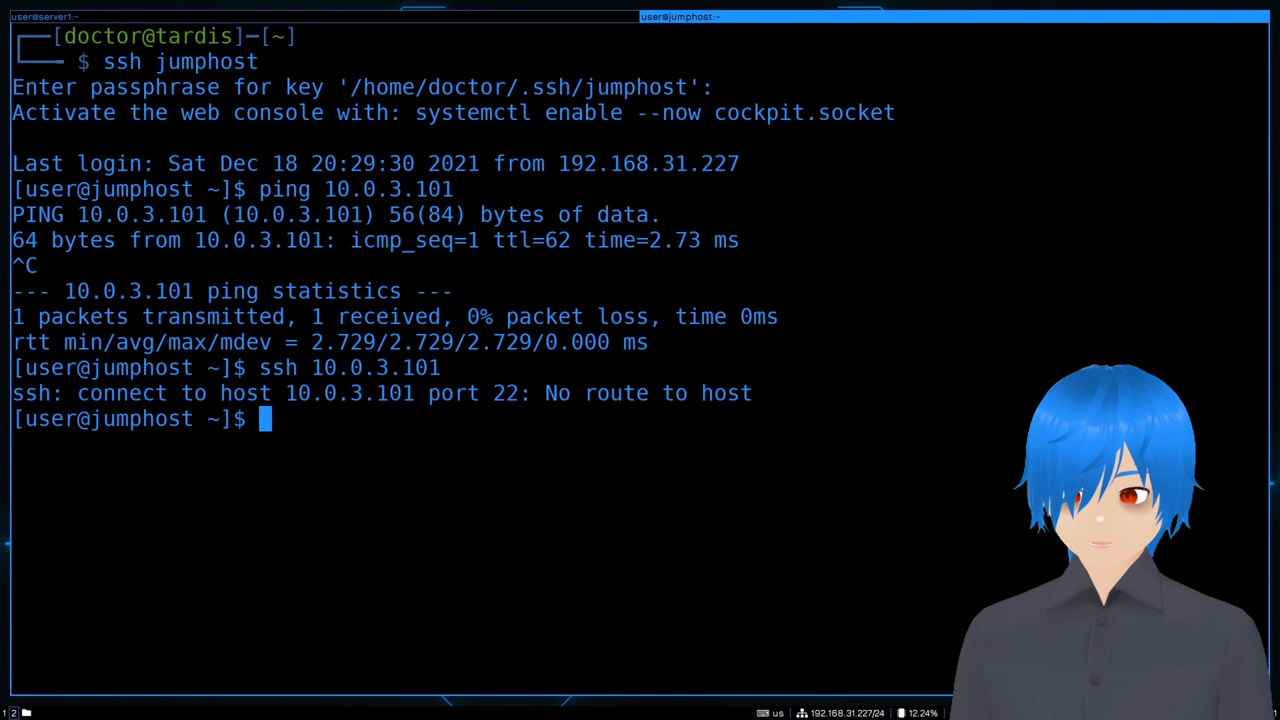 user@server1:~
user@jumphost:~
[doctor@tardis]-[~]
$ ssh jumphost
Enter passphrase for key '/home/doctor/.ssh/jumphost':
Activate the web console with: systemctl enable --now cockpit.socket
Last login: Sat Dec 18 20:29:30 2021 from 192.168.31.227
[user@jumphost ~]$ ping 10.0.3.101
PING 10.0.3.101 (10.0.3.101) 56(84) bytes of data.
64 bytes from 10.0.3.101: icmp_seq=1 ttl=62 time=2.73 ms
^C
--- 10.0.3.101 ping statistics ---
1 packets transmitted, 1 received, 0% packet loss, time 0ms
rtt min/avg/max/mdev = 2.729/2.729/2.729/0.000 ms
[user@jumphost ~]$ ssh 10.0.3.101
ssh: connect to host 10.0.3.101 port 22: No route to host
[user@jumphost ~]$
1 2 us 192.168.31.227/24 12.24%